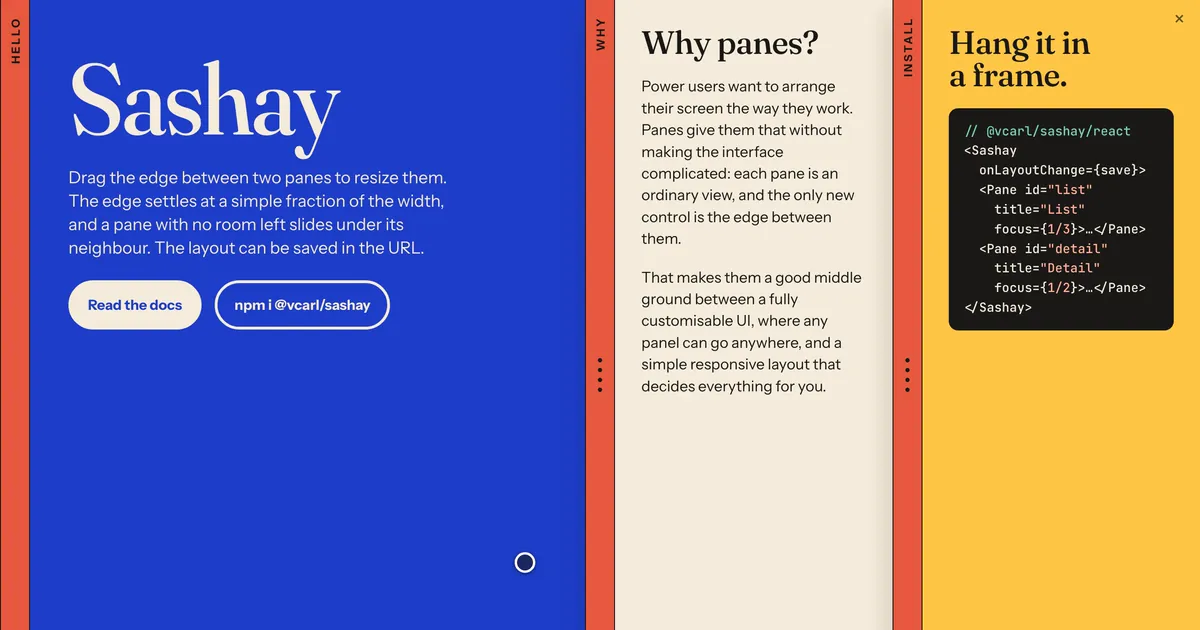 HELLO
Sashay
Drag the edge between two panes to resize them.
The edge settles at a simple fraction of the width,
and a pane with no room left slides under its
neighbour. The layout can be saved in the URL.
Read the docs
npm i @vcarl/sashay
WHY
Why panes?
Power users want to arrange
their screen the way they work.
Panes give them that without
making the interface
complicated: each pane is an
ordinary view, and the only new
control is the edge between
them.
That makes them a good middle
ground between a fully
customisable UI, where any
panel can go anywhere, and a
simple responsive layout that
decides everything for you.
INSTALL
×
Hang it in
a frame.
// @vcarl/sashay/react
<Sashay
  onLayoutChange={save}>
  <Pane id="list"
    title="List"
    focus={1/3}>…</Pane>
  <Pane id="detail"
    title="Detail"
    focus={1/2}>…</Pane>
</Sashay>